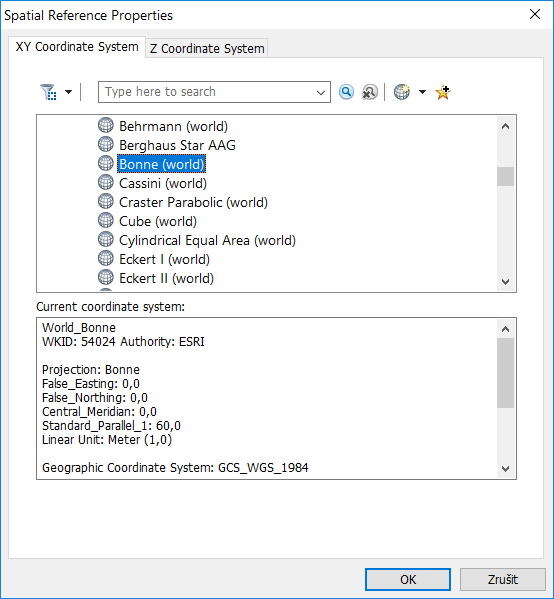 Spatial Reference Properties
XY Coordinate System
Z Coordinate System
Type here to search
Behrmann (world)
Berghaus Star AAG
Bonne (world)
Cassini (world)
Craster Parabolic (world)
Cube (world)
Cylindrical Equal Area (world)
Eckert I (world)
Eckert II (world)
Current coordinate system:
World_Bonne
WKID: 54024 Authority: ESRI
Projection: Bonne
False_Easting: 0,0
False_Northing: 0,0
Central_Meridian: 0,0
Standard_Parallel_1: 60,0
Linear Unit: Meter (1,0)
Geographic Coordinate System: GCS_WGS_1984
OK
Zrušit